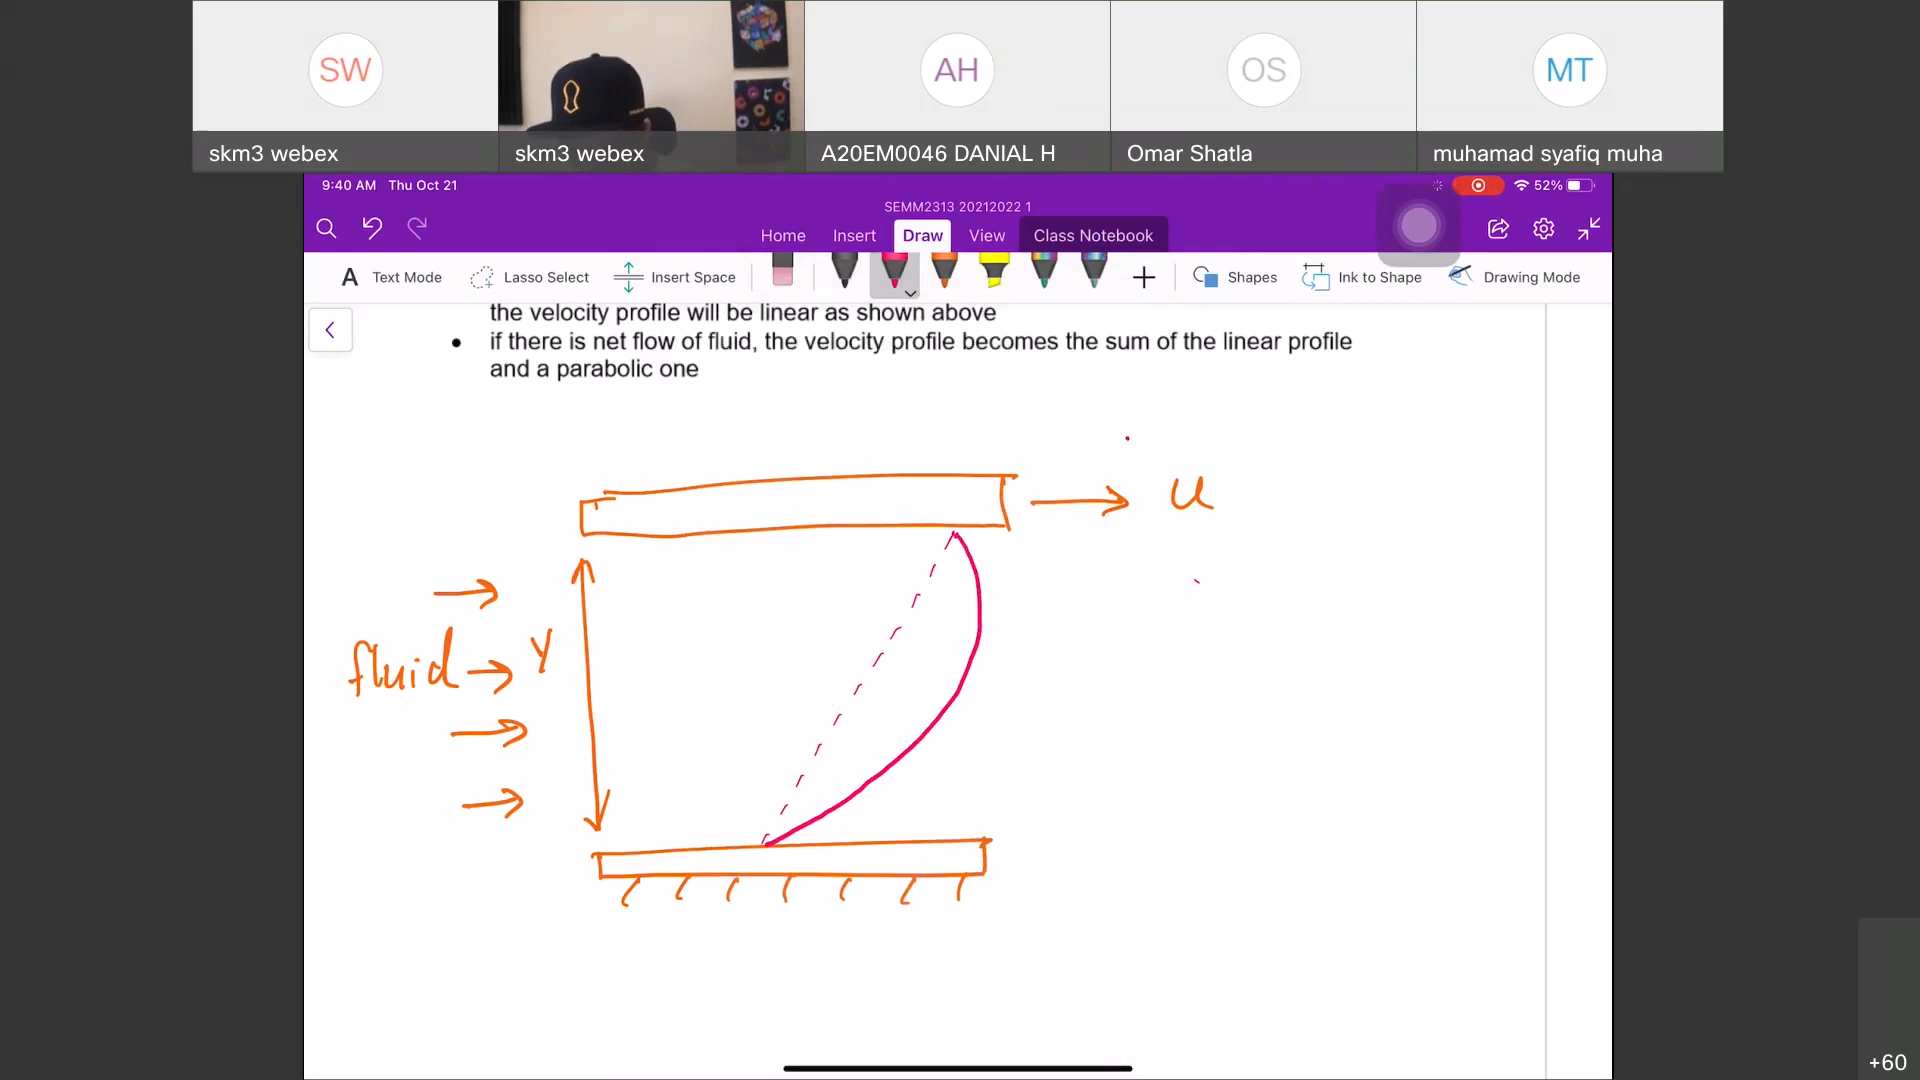 SW
AH
OS
MT
skm3 webex
skm3 webex
A20EM0046 DANIAL H
Omar Shatla
muhamad syafiq muha
9:40 AM Thu Oct 21
52%
SEMM2313 20212022 1
Home Insert Draw View Class Notebook
A Text Mode Lasso Select Insert Space Shapes Ink to Shape Drawing Mode
the velocity profile will be linear as shown above
• if there is net flow of fluid, the velocity profile becomes the sum of the linear profile
and a parabolic one
u
Y
fluid
+60